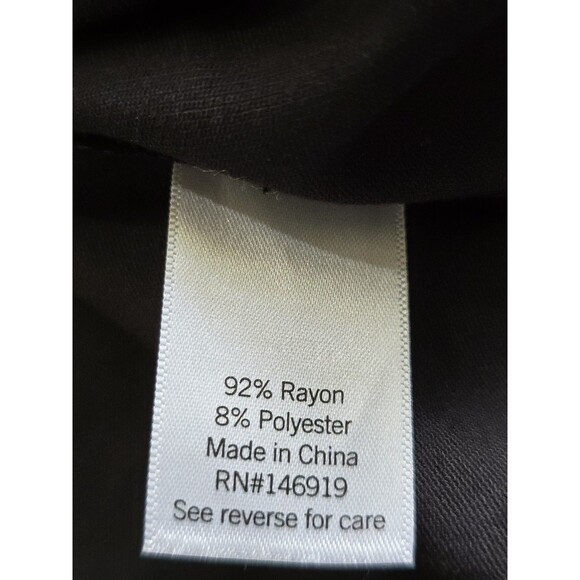 92% Rayon
8% Polyester
Made in China
RN#146919
See reverse for care